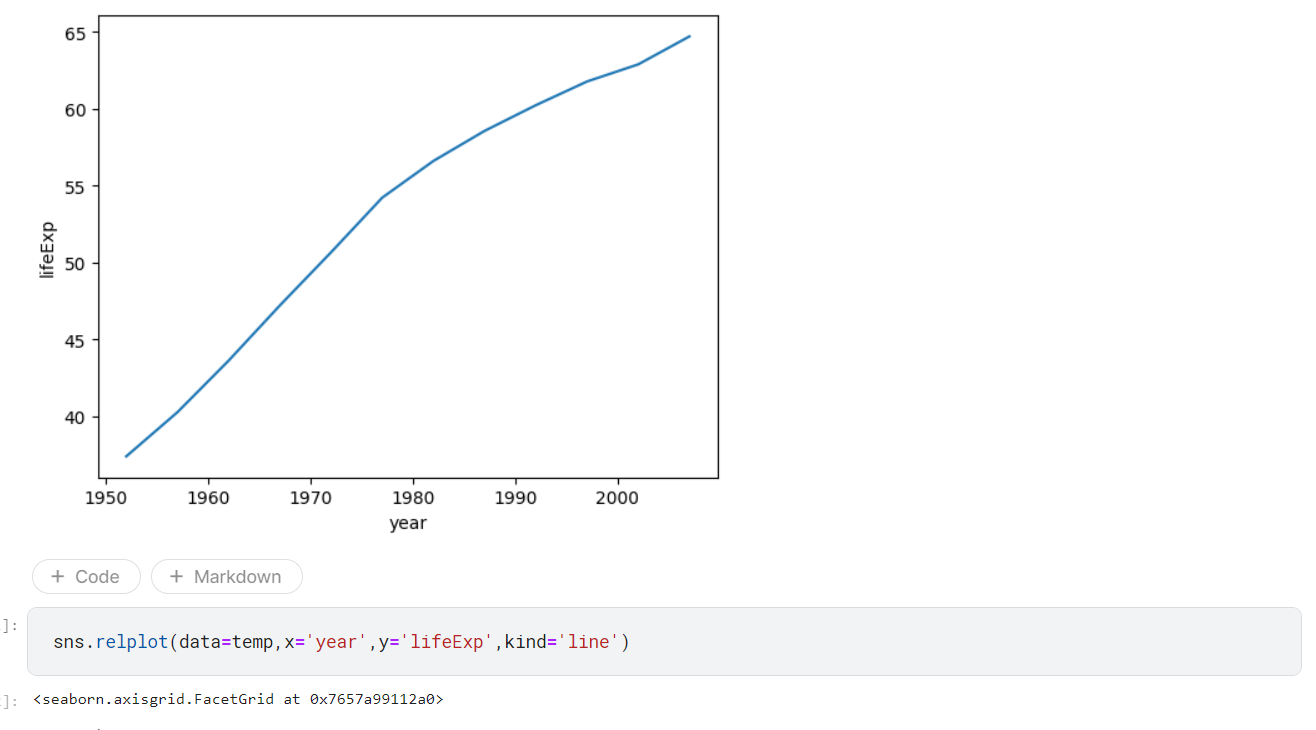 65
60
55
50
45
40
lifeExp
1950 1960 1970 1980 1990 2000
year
+ Code + Markdown
]: sns.relplot(data=temp,x='year',y='lifeExp',kind='line')
]: <seaborn.axisgrid.FacetGrid at 0x7657a99112a0>